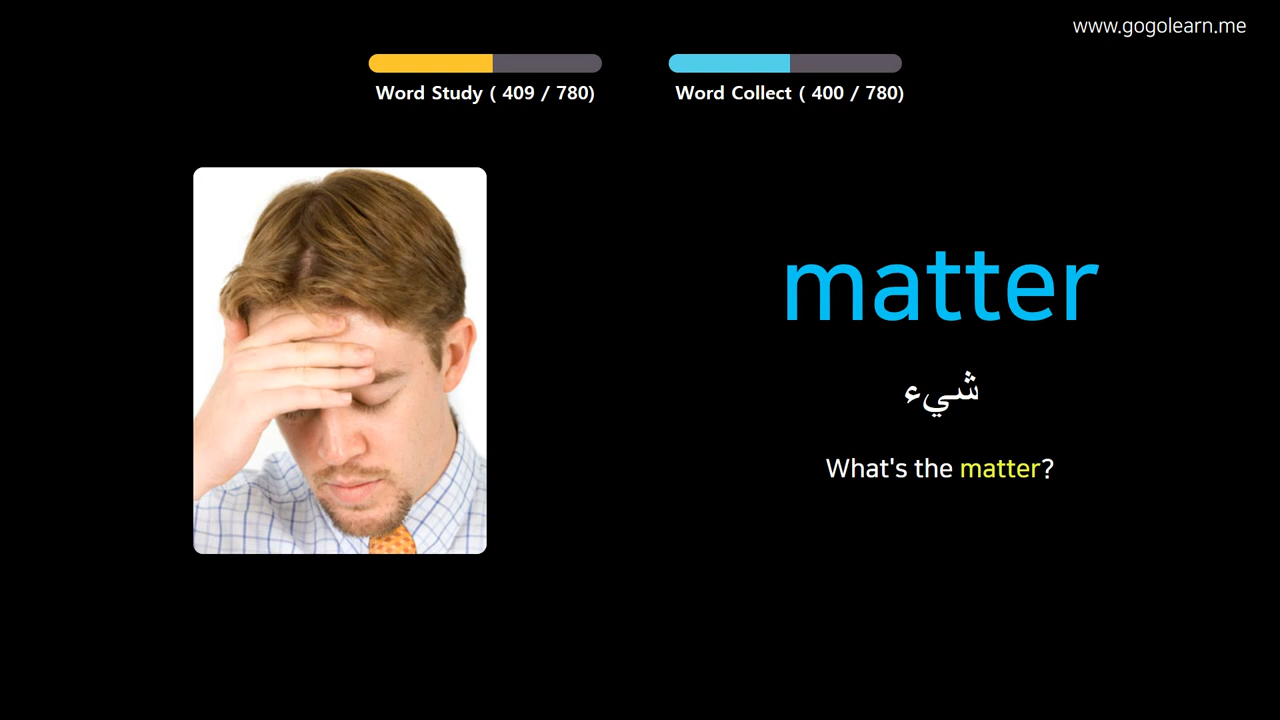 www.gogolearn.me
Word Study ( 409 / 780)
Word Collect ( 400 / 780)
matter
شيء
What's the matter?